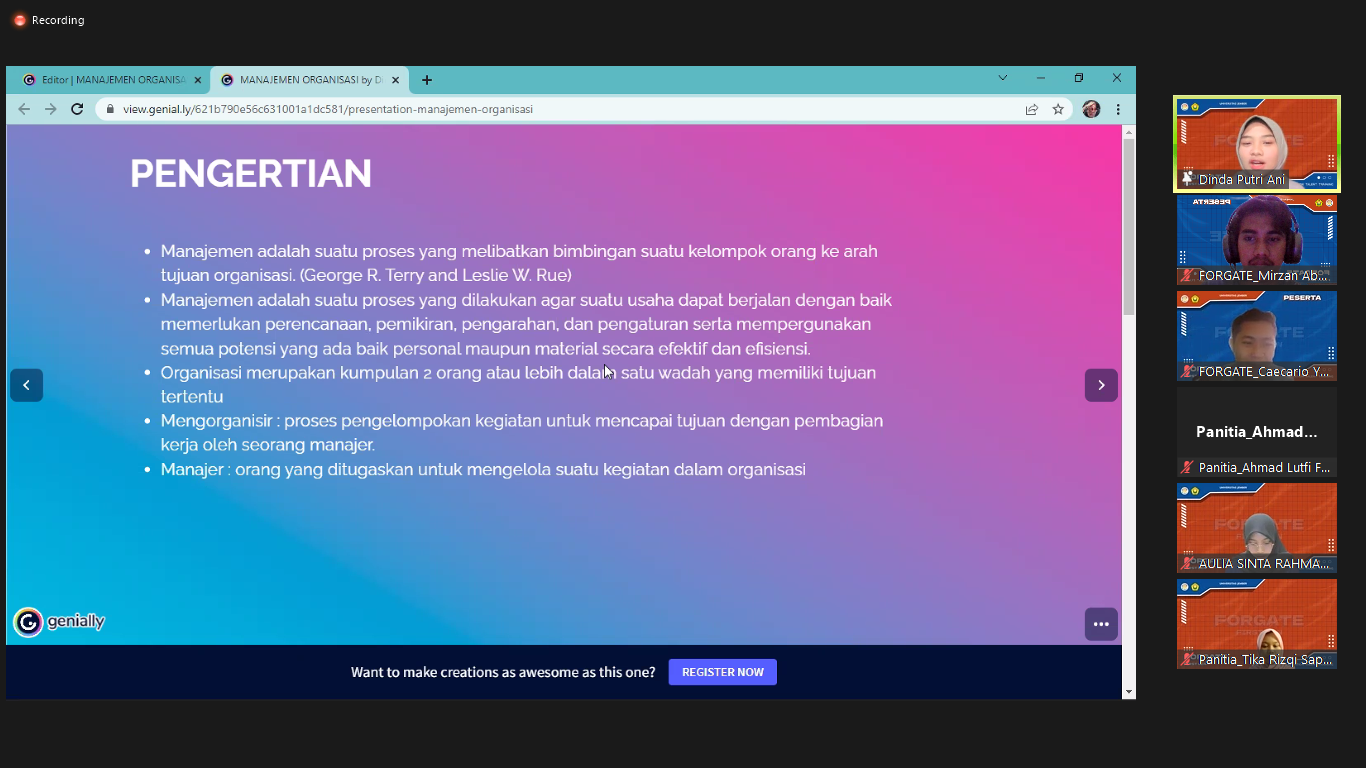 Recording
Editor | MANAJEMEN ORGANISA
MANAJEMEN ORGANISASI by Di
view.genial.ly/621b790e56c631001a1dc581/presentation-manajemen-organisasi
PENGERTIAN
• Manajemen adalah suatu proses yang melibatkan bimbingan suatu kelompok orang ke arah
tujuan organisasi. (George R. Terry and Leslie W. Rue)
• Manajemen adalah suatu proses yang dilakukan agar suatu usaha dapat berjalan dengan baik
memerlukan perencanaan, pemikiran, pengarahan, dan pengaturan serta mempergunakan
semua potensi yang ada baik personal maupun material secara efektif dan efisiensi.
• Organisasi merupakan kumpulan 2 orang atau lebih dalam satu wadah yang memiliki tujuan
tertentu
• Mengorganisir : proses pengelompokan kegiatan untuk mencapai tujuan dengan pembagian
kerja oleh seorang manajer.
• Manajer : orang yang ditugaskan untuk mengelola suatu kegiatan dalam organisasi
genially
Want to make creations as awesome as this one?
REGISTER NOW
Dinda Putri Ani
PESERTA
FORGATE_Mirzan Ab...
PESERTA
FORGATE_Caecario Y...
Panitia_Ahmad...
Panitia_Ahmad Lutfi F...
FORGATE
AULIA SINTA RAHMA...
FORGATE
Panitia_Tika Rizqi Sap...